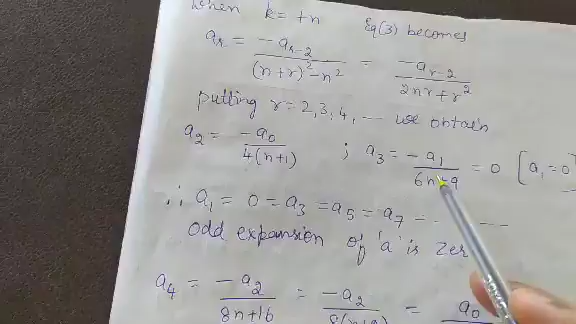 When k = +n Eq(3) becomes
a_r = -a_{r-2} / (n+r)² - n² = -a_{r-2} / 2nr + r²
putting r = 2, 3, 4, --- we obtain
a_2 = -a_0 / 4(n+1) ; a_3 = -a_1 / 6n+9 = 0 [a_1 = 0
∴ a_1 = 0 = a_3 = a_5 = a_7 = - - -
odd expansion of 'a' is zer
a_4 = -a_2 / 8n+16 = -a_2 / = a_0